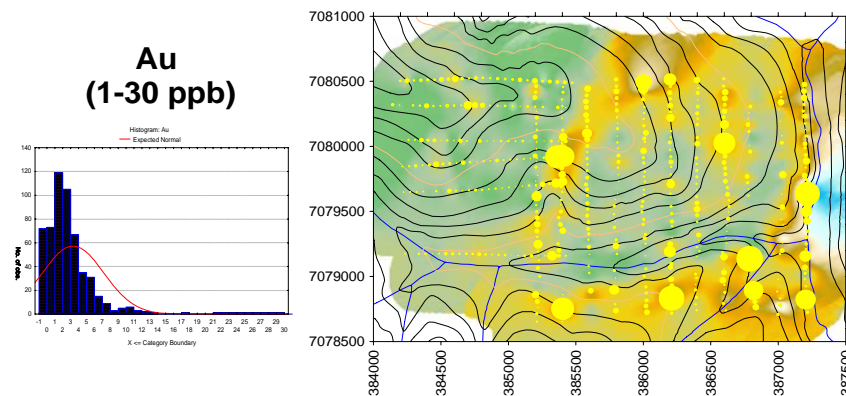 Au
(1-30 ppb)
Histogram: Au
Expected Normal
140
120
100
80
60
40
20
0
No. of obs.
-1 1 3 5 7 9 11 13 15 17 19 21 23 25 27 29
0 2 4 6 8 10 12 14 16 18 20 22 24 26 28 30
X <= Category Boundary
7081000
7080500
7080000
7079500
7079000
7078500
384000
384500
385000
385500
386000
386500
387000
387500